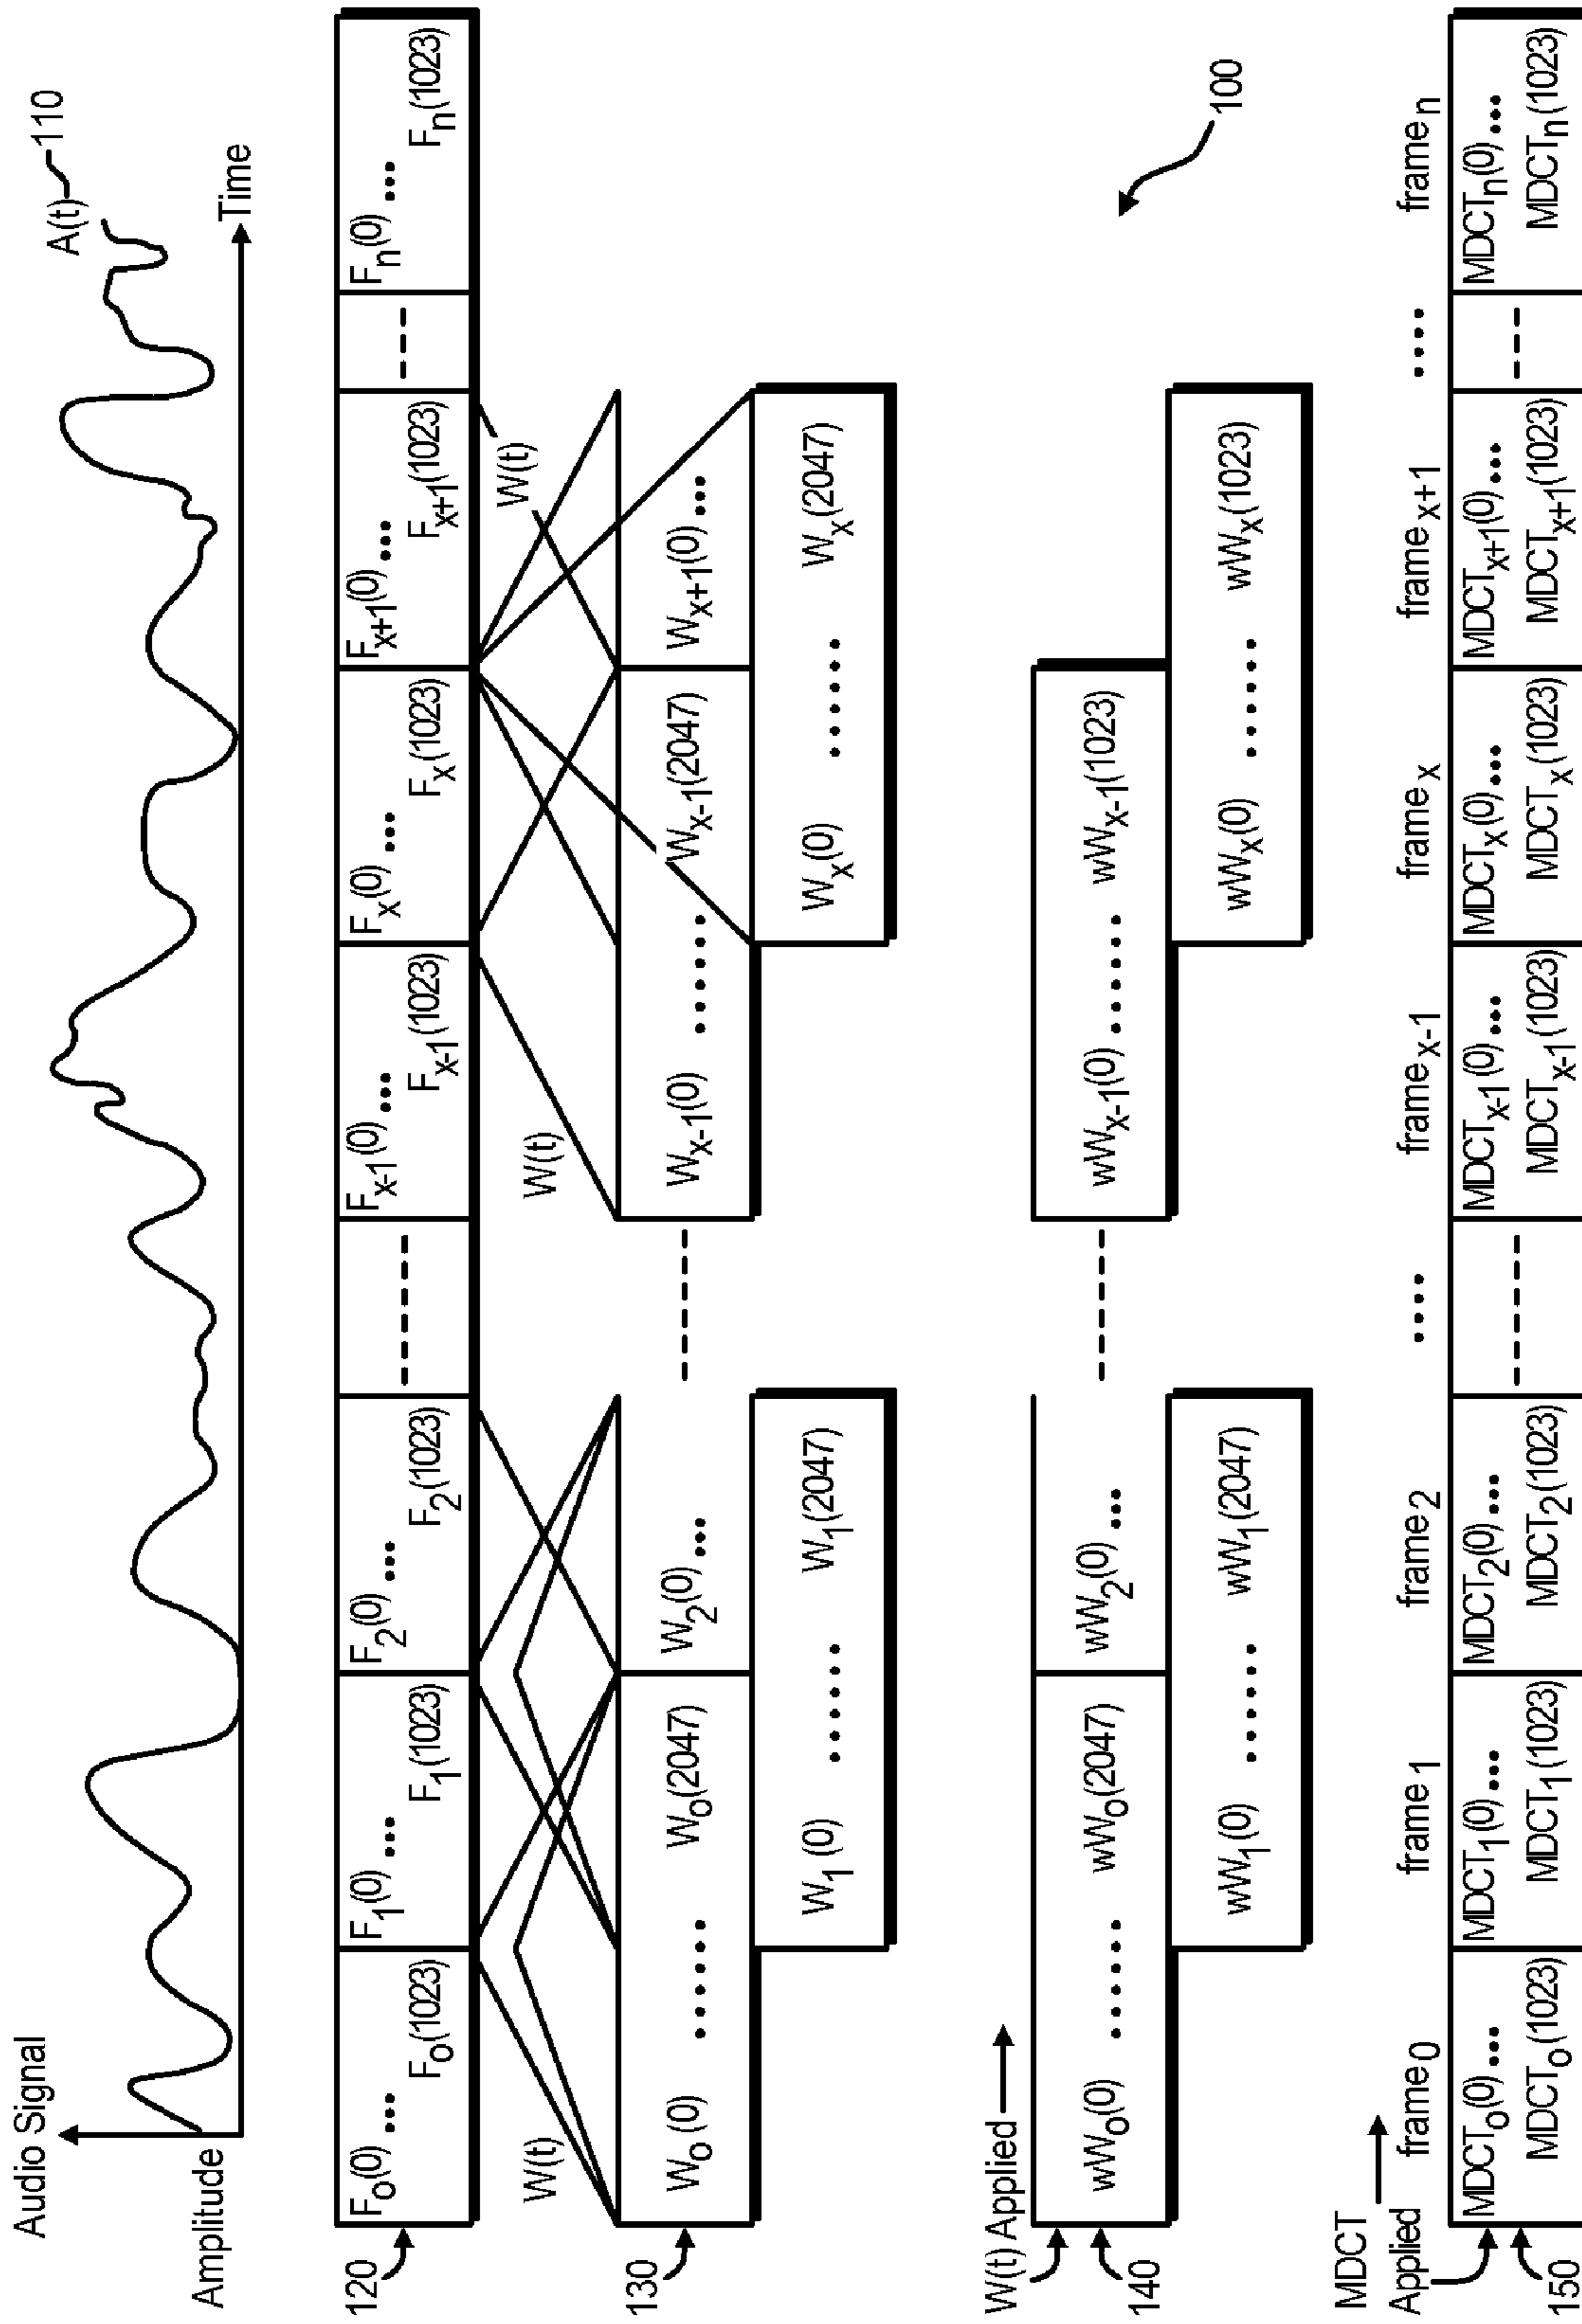 Audio Signal
Amplitude
A(t) 110
Time
120
F0(0) ... F0(1023)
F1(0) ... F1(1023)
F2(0) ... F2(1023)
Fx-1(0) ... Fx-1(1023)
Fx(0) ... Fx(1023)
Fx+1(0) ... Fx+1(1023)
Fn(0) ... Fn(1023)
W(t)
W(t)
W(t)
130
W0(0) ...... W0(2047)
W2(0) ...
Wx-1(0) ....... Wx-1(2047)
Wx+1(0) ...
W1(0) ...... W1(2047)
Wx(0) ...... Wx(2047)
W(t) Applied
100
140
wW0(0) ...... wW0(2047)
wW2(0) ...
wWx-1(0) ...... wWx-1(1023)
wW1(0) ...... wW1(2047)
wWx(0) ...... wWx(1023)
MDCT
Applied
frame0
frame1
frame2
....
framex-1
framex
framex+1
....
framen
150
MDCT0(0) ...
MDCT0(1023)
MDCT1(0) ...
MDCT1(1023)
MDCT2(0) ...
MDCT2(1023)
MDCTx-1(0) ...
MDCTx-1(1023)
MDCTx(0) ...
MDCTx(1023)
MDCTx+1(0) ...
MDCTx+1(1023)
MDCTn(0) ...
MDCTn(1023)